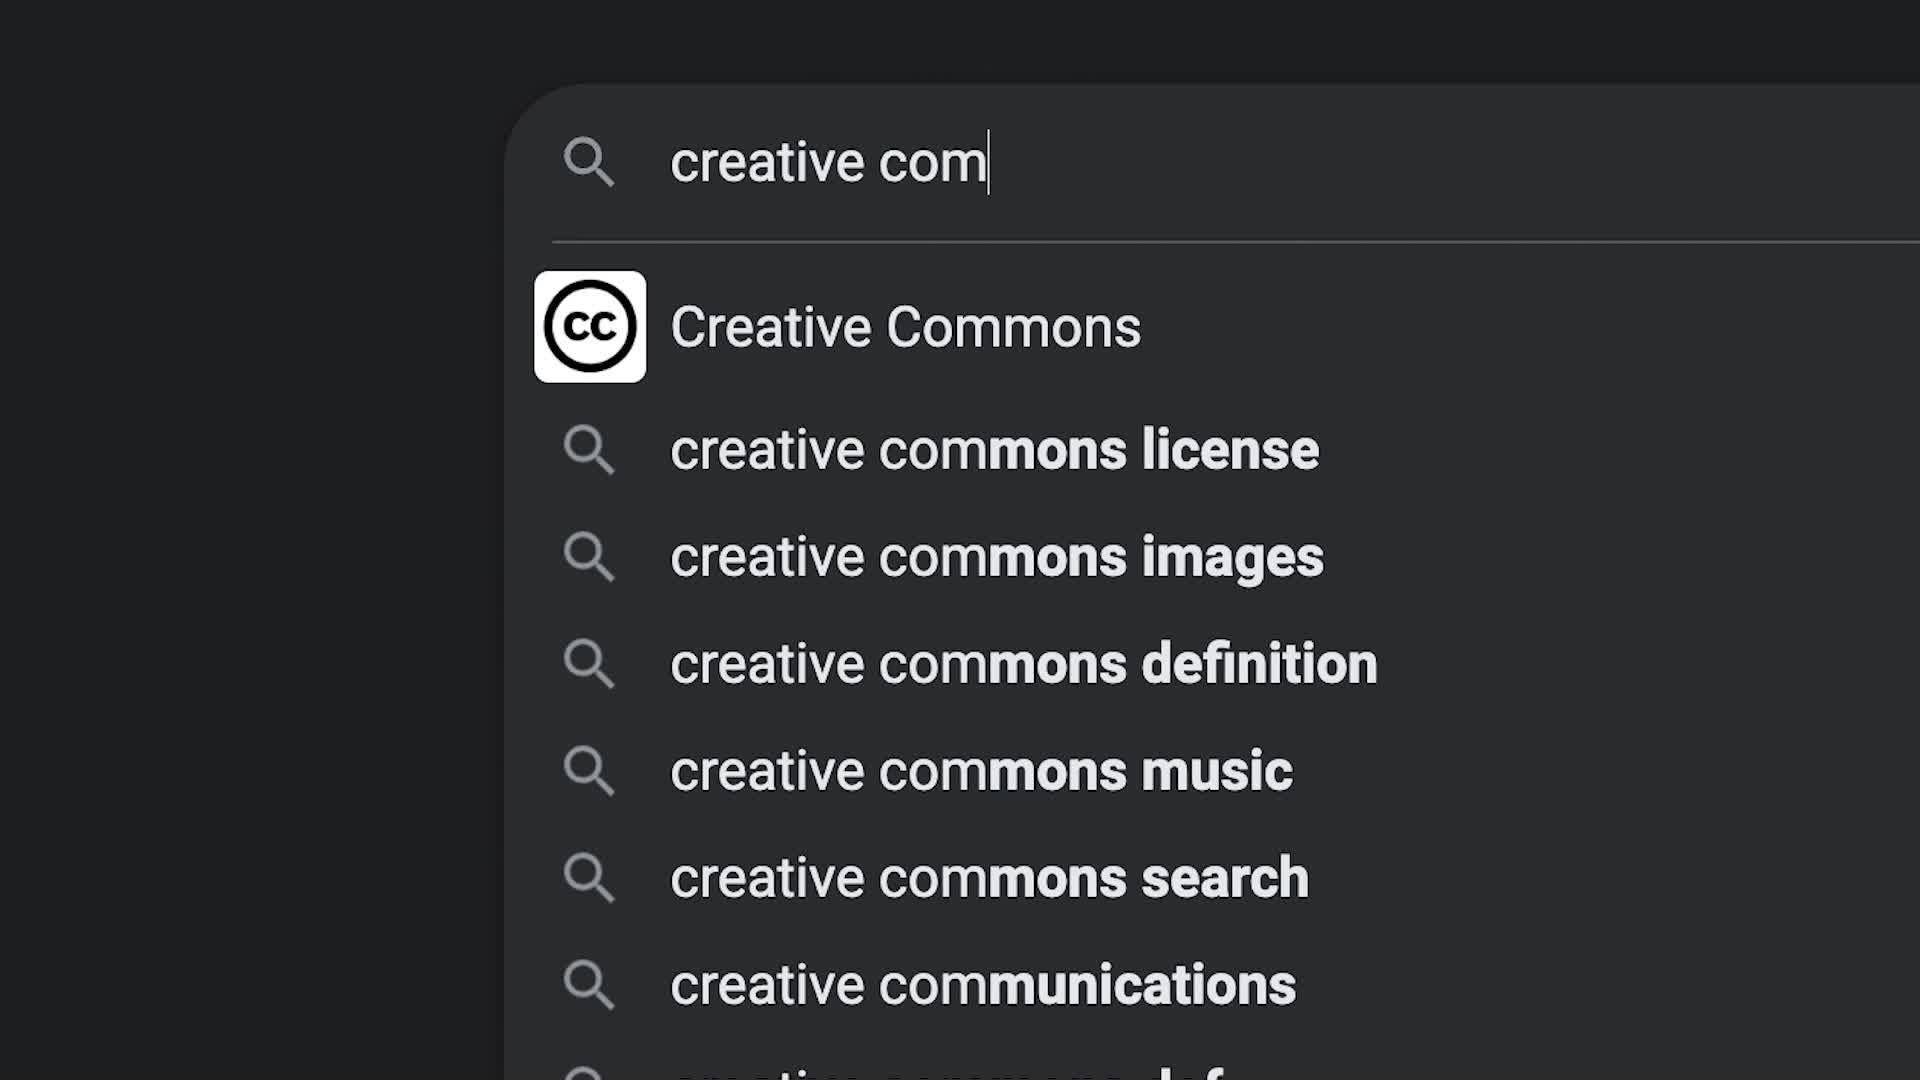 creative com
CC Creative Commons
creative commons license
creative commons images
creative commons definition
creative commons music
creative commons search
creative communications